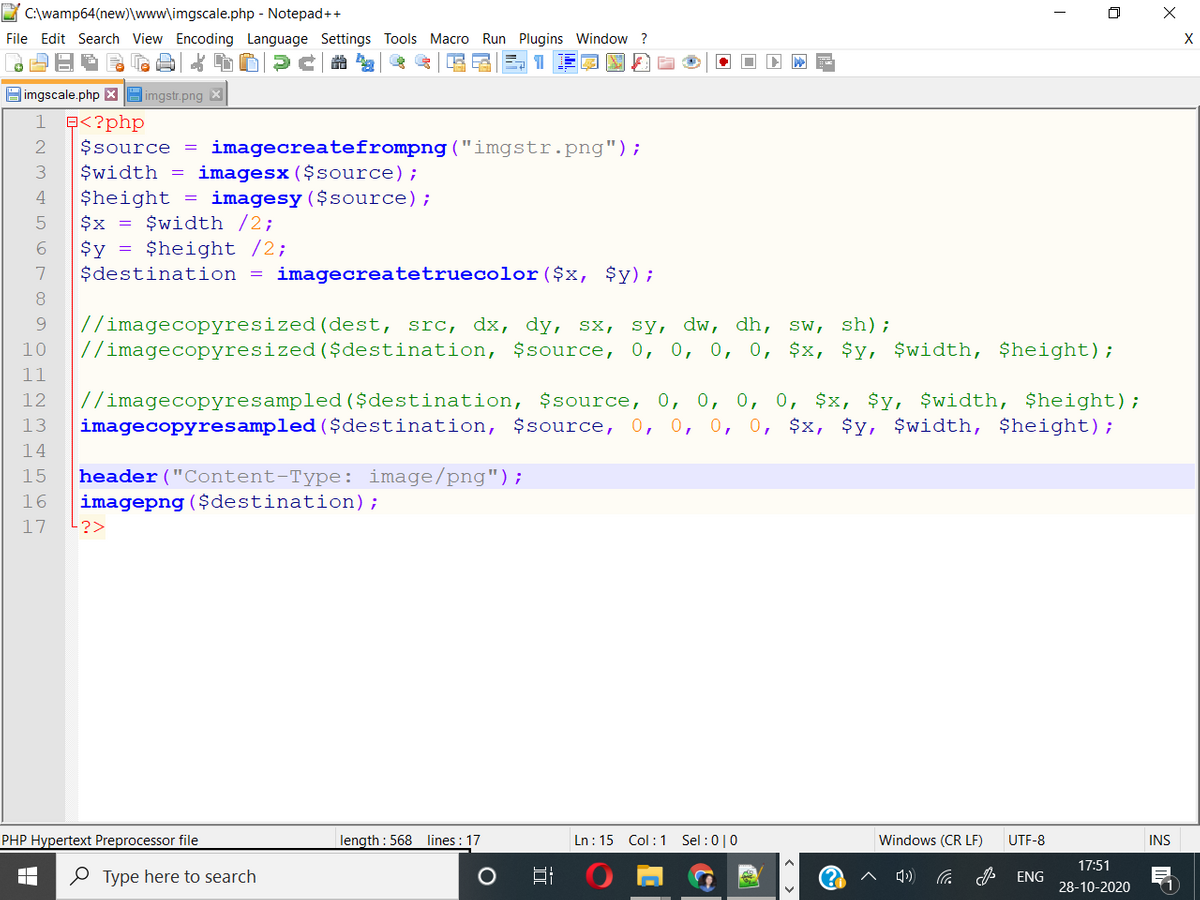 C:\wamp64(new)\www\imgscale.php - Notepad++
File Edit Search View Encoding Language Settings Tools Macro Run Plugins Window ? X
imgscale.php imgstr.png
1 <?php
2 $source = imagecreatefrompng("imgstr.png");
3 $width = imagesx($source);
4 $height = imagesy($source);
5 $x = $width /2;
6 $y = $height /2;
7 $destination = imagecreatetruecolor($x, $y);
8
9 //imagecopyresized(dest, src, dx, dy, sx, sy, dw, dh, sw, sh);
10 //imagecopyresized($destination, $source, 0, 0, 0, 0, $x, $y, $width, $height);
11
12 //imagecopyresampled($destination, $source, 0, 0, 0, 0, $x, $y, $width, $height);
13 imagecopyresampled($destination, $source, 0, 0, 0, 0, $x, $y, $width, $height);
14
15 header("Content-Type: image/png");
16 imagepng($destination);
17 ?>
PHP Hypertext Preprocessor file length : 568 lines : 17 Ln : 15 Col : 1 Sel : 0 | 0 Windows (CR LF) UTF-8 INS
Type here to search ENG 17:51
28-10-2020 1